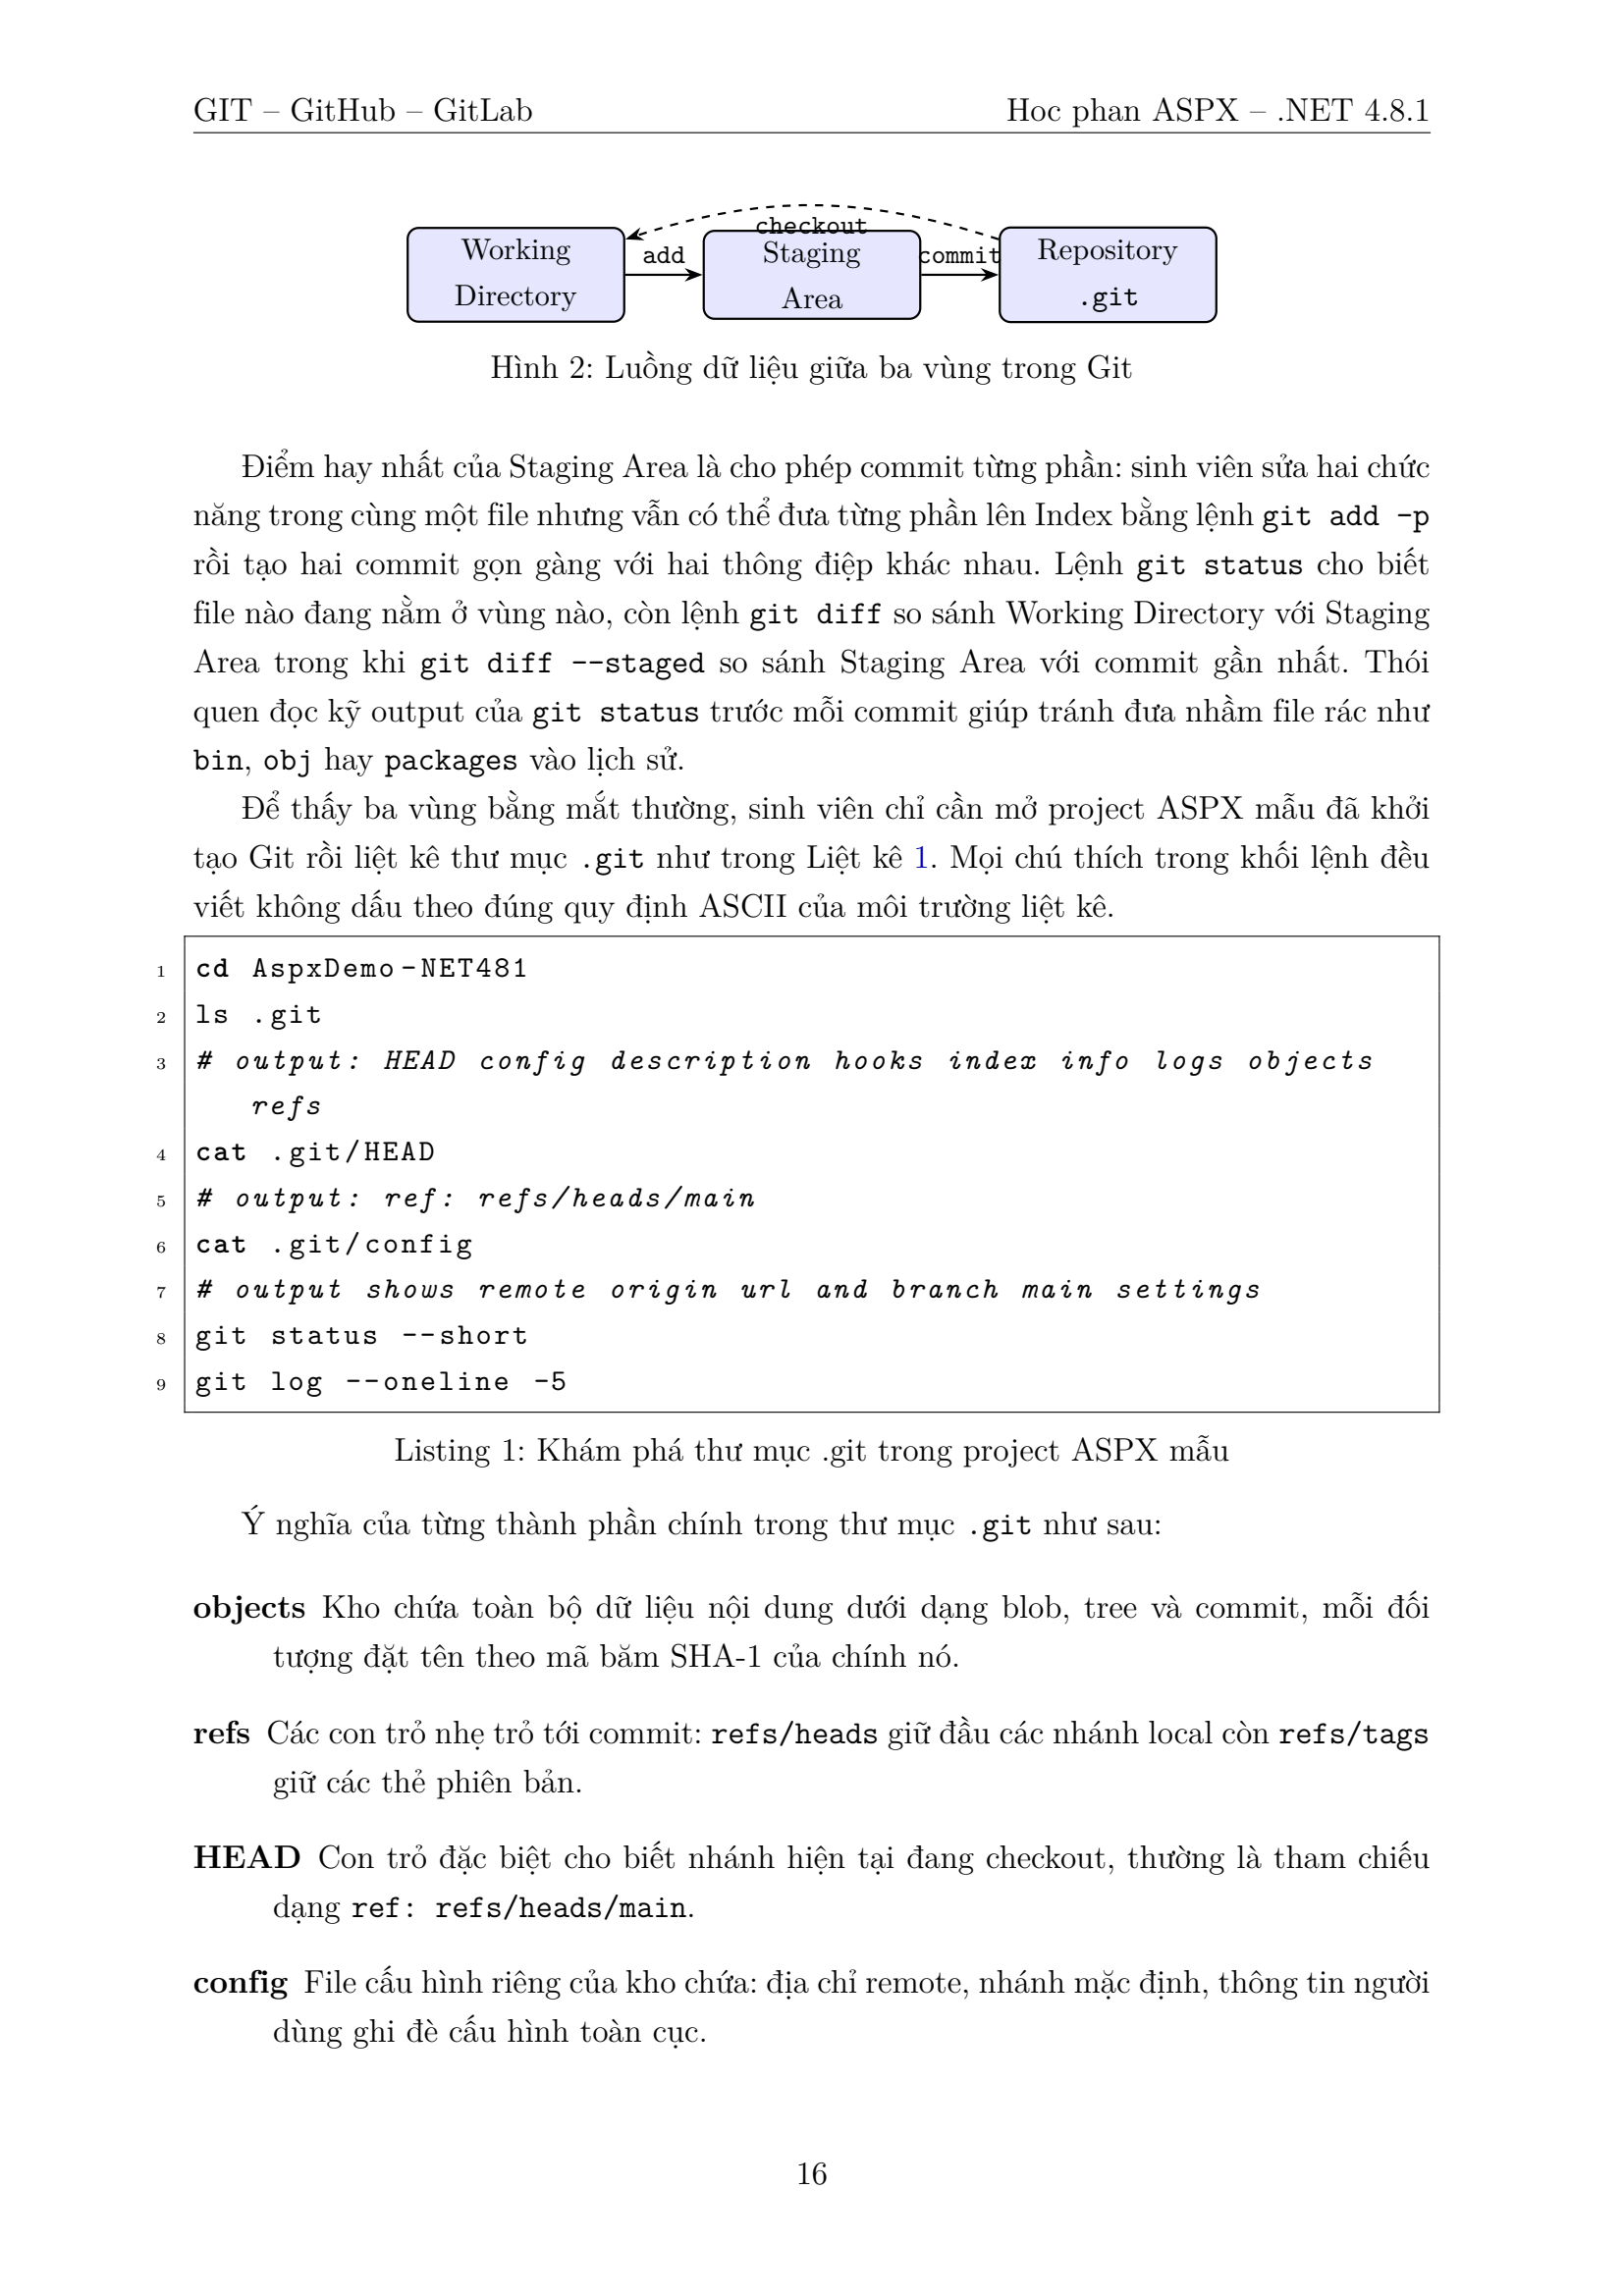 GIT – GitHub – GitLab
Hoc phan ASPX – .NET 4.8.1
checkout
Working
Directory
add
Staging
Area
commit
Repository
.git
Hình 2: Luồng dữ liệu giữa ba vùng trong Git
Điểm hay nhất của Staging Area là cho phép commit từng phần: sinh viên sửa hai chức
năng trong cùng một file nhưng vẫn có thể đưa từng phần lên Index bằng lệnh git add -p
rồi tạo hai commit gọn gàng với hai thông điệp khác nhau. Lệnh git status cho biết
file nào đang nằm ở vùng nào, còn lệnh git diff so sánh Working Directory với Staging
Area trong khi git diff --staged so sánh Staging Area với commit gần nhất. Thói
quen đọc kỹ output của git status trước mỗi commit giúp tránh đưa nhầm file rác như
bin, obj hay packages vào lịch sử.
Để thấy ba vùng bằng mắt thường, sinh viên chỉ cần mở project ASPX mẫu đã khởi
tạo Git rồi liệt kê thư mục .git như trong Liệt kê 1. Mọi chú thích trong khối lệnh đều
viết không dấu theo đúng quy định ASCII của môi trường liệt kê.
1 cd AspxDemo-NET481
2 ls .git
3 # output: HEAD config description hooks index info logs objects
refs
4 cat .git/HEAD
5 # output: ref: refs/heads/main
6 cat .git/config
7 # output shows remote origin url and branch main settings
8 git status --short
9 git log --oneline -5
Listing 1: Khám phá thư mục .git trong project ASPX mẫu
Ý nghĩa của từng thành phần chính trong thư mục .git như sau:
objects Kho chứa toàn bộ dữ liệu nội dung dưới dạng blob, tree và commit, mỗi đối
tượng đặt tên theo mã băm SHA-1 của chính nó.
refs Các con trỏ nhẹ trỏ tới commit: refs/heads giữ đầu các nhánh local còn refs/tags
giữ các thẻ phiên bản.
HEAD Con trỏ đặc biệt cho biết nhánh hiện tại đang checkout, thường là tham chiếu
dạng ref: refs/heads/main.
config File cấu hình riêng của kho chứa: địa chỉ remote, nhánh mặc định, thông tin người
dùng ghi đè cấu hình toàn cục.
16